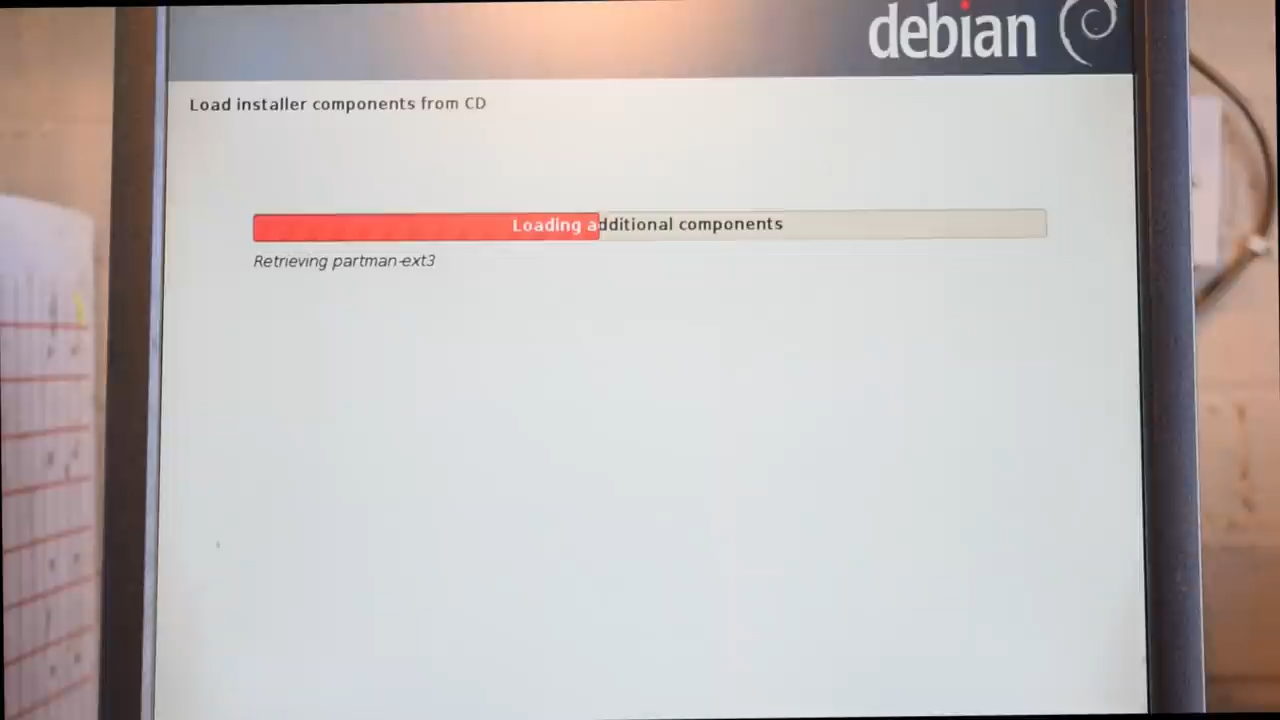 debian
Load installer components from CD
Loading additional components
Retrieving partman-ext3